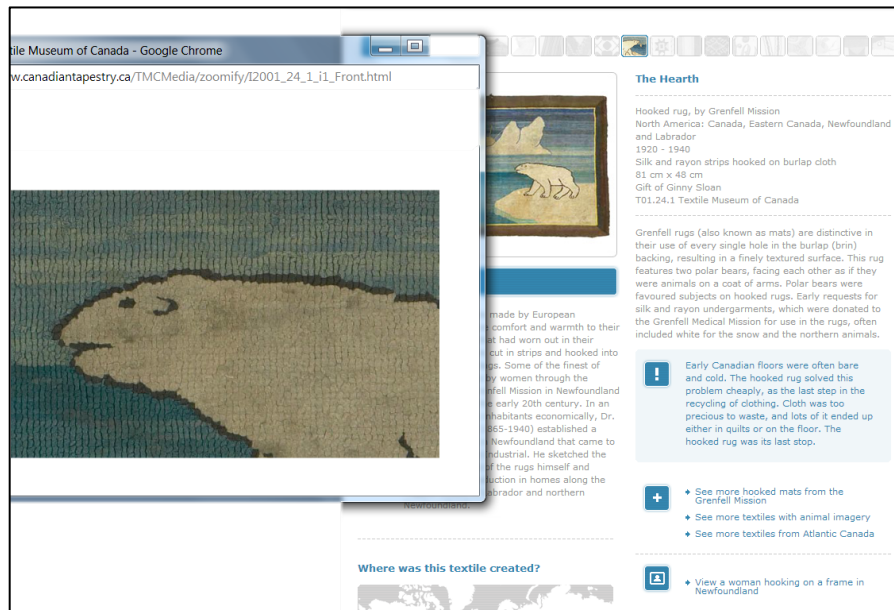 tile Museum of Canada - Google Chrome
w.canadiantapestry.ca/TMCMedia/zoomify/I2001_24_1_i1_Front.html
made by European
comfort and warmth to their
at had worn out in their
cut in strips and hooked into
gs. Some of the finest of
by women through the
enfell Mission in Newfoundland
e early 20th century. In an
nhabitants economically, Dr.
865-1940) established a
Newfoundland that came to
ndustrial. He sketched the
of the rugs himself and
duction in homes along the
abrador and northern
Newfoundland.
Where was this textile created?
The Hearth
Hooked rug, by Grenfell Mission
North America: Canada, Eastern Canada, Newfoundland
and Labrador
1920 - 1940
Silk and rayon strips hooked on burlap cloth
81 cm x 48 cm
Gift of Ginny Sloan
T01.24.1 Textile Museum of Canada
Grenfell rugs (also known as mats) are distinctive in
their use of every single hole in the burlap (brin)
backing, resulting in a finely textured surface. This rug
features two polar bears, facing each other as if they
were animals on a coat of arms. Polar bears were
favoured subjects on hooked rugs. Early requests for
silk and rayon undergarments, which were donated to
the Grenfell Medical Mission for use in the rugs, often
included white for the snow and the northern animals.
Early Canadian floors were often bare
and cold. The hooked rug solved this
problem cheaply, as the last step in the
recycling of clothing. Cloth was too
precious to waste, and lots of it ended up
either in quilts or on the floor. The
hooked rug was its last stop.
See more hooked mats from the
Grenfell Mission
See more textiles with animal imagery
See more textiles from Atlantic Canada
View a woman hooking on a frame in
Newfoundland